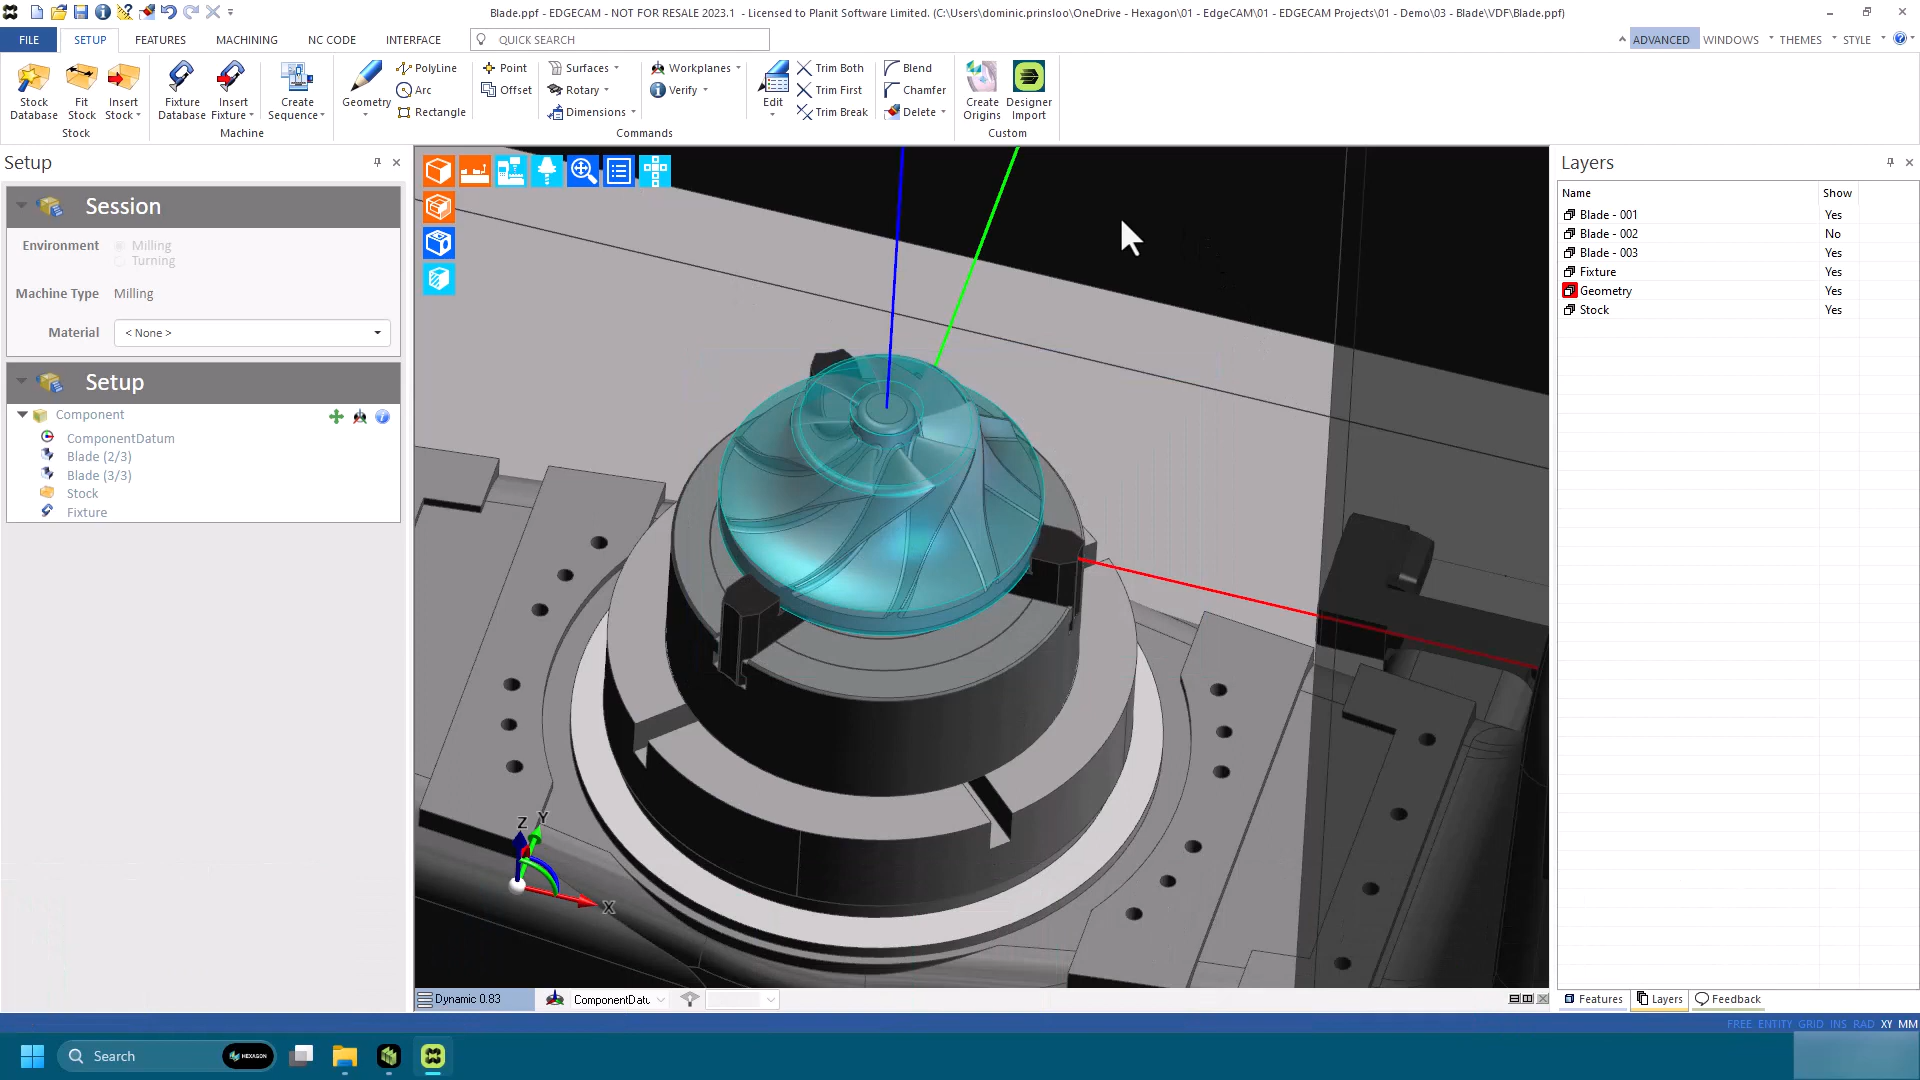 Blade.ppf - EDGECAM - NOT FOR RESALE 2023.1 - Licensed to Planit Software Limited. (C:\Users\dominic.prinsloo\OneDrive - Hexagon\01 - EdgeCAM\01 - EDGECAM Projects\01 - Demo\03 - Blade\VDF\Blade.ppf)
FILE SETUP FEATURES MACHINING NC CODE INTERFACE QUICK SEARCH ADVANCED WINDOWS THEMES STYLE
Stock Database
Fit Stock
Insert Stock
Stock
Fixture Database
Insert Fixture
Machine
Create Sequence
Geometry
PolyLine
Arc
Rectangle
Point
Offset
Surfaces
Rotary
Dimensions
Workplanes
Verify
Commands
Edit
Trim Both
Trim First
Trim Break
Blend
Chamfer
Delete
Create Origins
Designer Import
Custom
Setup
Session
Environment Milling
Turning
Machine Type Milling
Material < None >
Setup
Component
ComponentDatum
Blade (2/3)
Blade (3/3)
Stock
Fixture
Z Y
X
Dynamic 0.83 ComponentDatu
Layers
Name Show
Blade - 001 Yes
Blade - 002 No
Blade - 003 Yes
Fixture Yes
Geometry Yes
Stock Yes
Features Layers Feedback
FREE ENTITY GRID INS RAD XY MM
Search HEXAGON